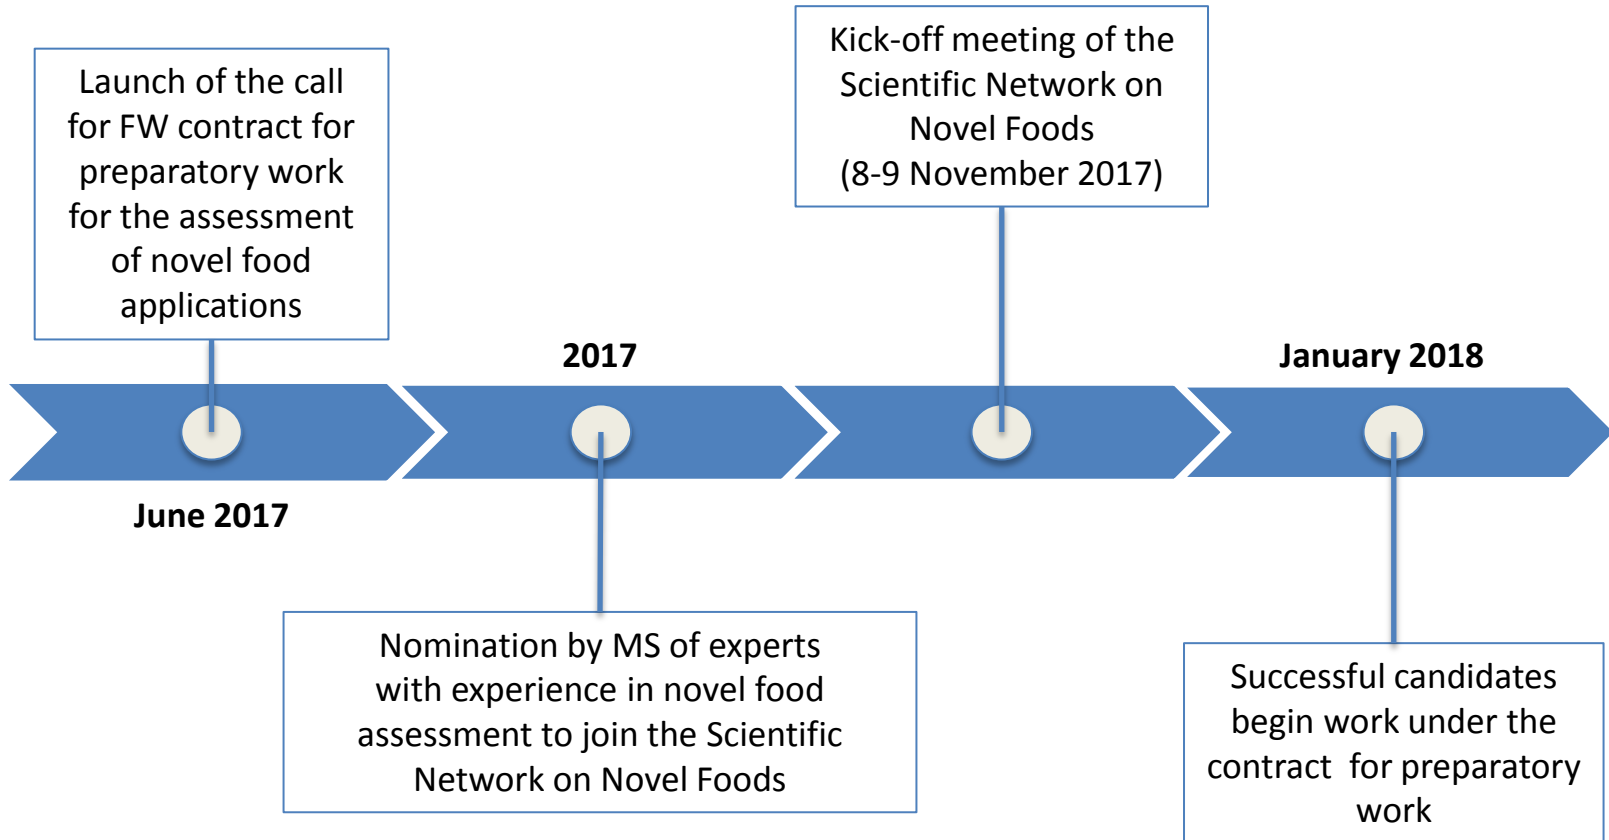 Launch of the call
for FW contract for
preparatory work
for the assessment
of novel food
applications
June 2017
2017
Nomination by MS of experts
with experience in novel food
assessment to join the Scientific
Network on Novel Foods
Kick-off meeting of the
Scientific Network on
Novel Foods
(8-9 November 2017)
January 2018
Successful candidates
begin work under the
contract for preparatory
work